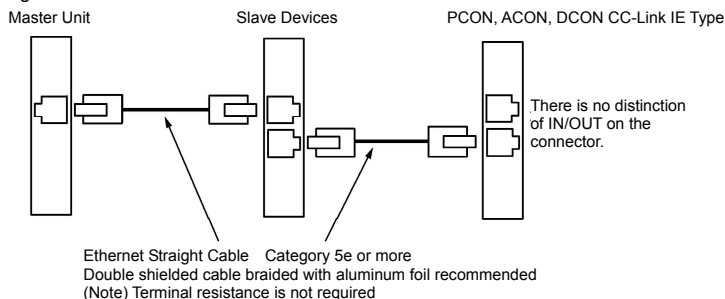 Master Unit
Slave Devices
PCON, ACON, DCON CC-Link IE Type
There is no distinction
of IN/OUT on the
connector.
Ethernet Straight Cable Category 5e or more
Double shielded cable braided with aluminum foil recommended
(Note) Terminal resistance is not required